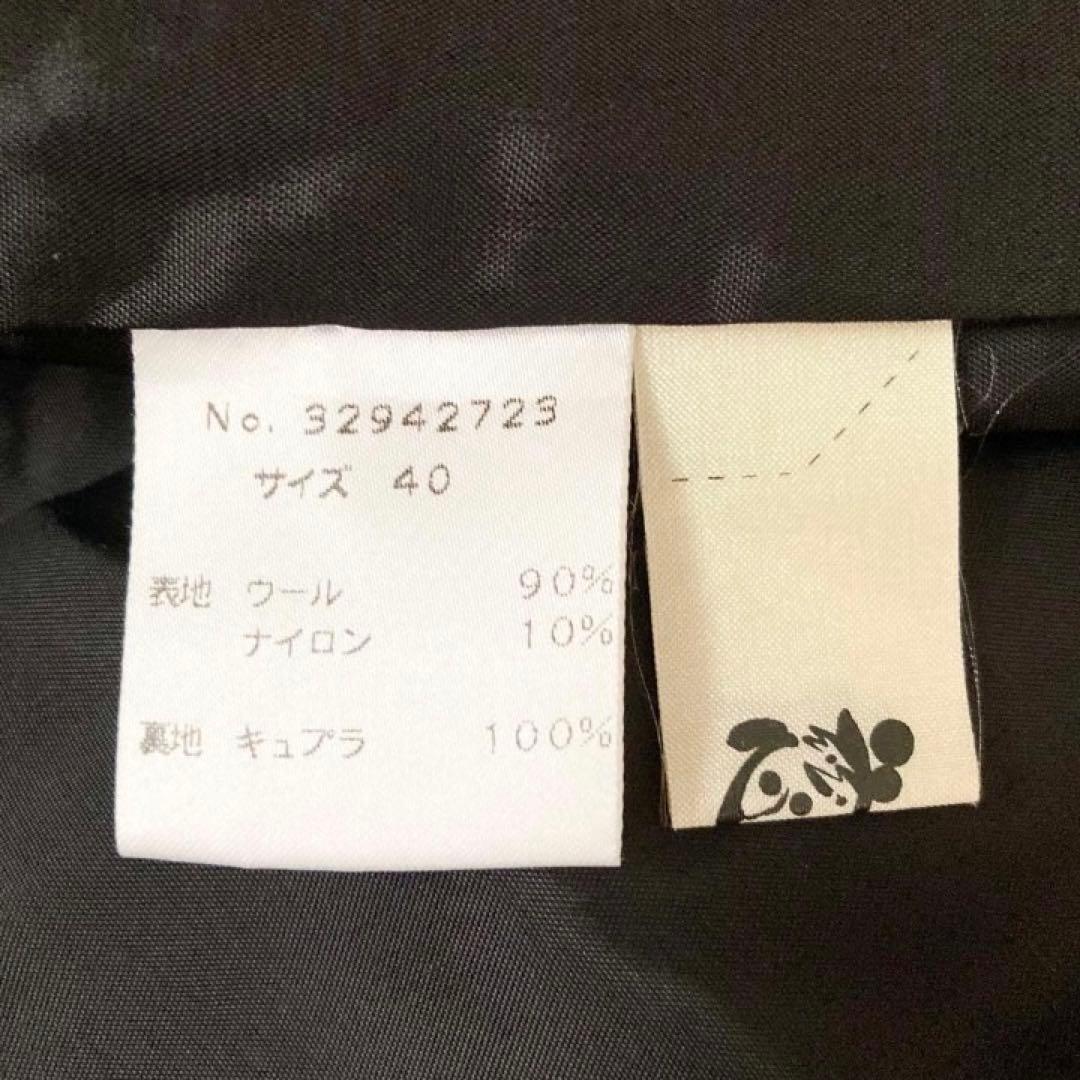 No. 32942723
サイズ 40
表地 ウール 90%
ナイロン 10%
裏地 キュプラ 100%